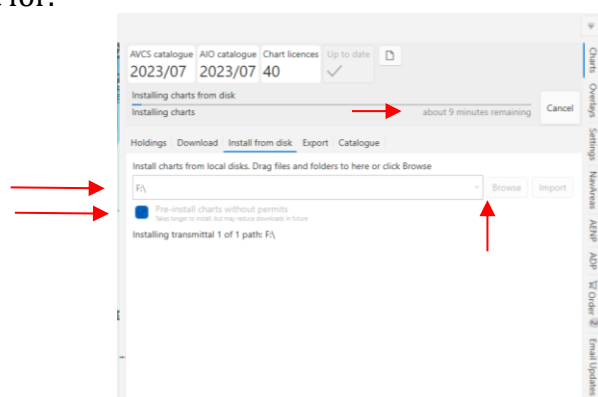 for:
AVCS catalogue AIO catalogue Chart licences Up to date
2023/07 2023/07 40
Installing charts from disk
Installing charts about 9 minutes remaining Cancel
Holdings Download Install from disk Export Catalogue
Install charts from local disks. Drag files and folders to here or click Browse
F:\ Browse Import
Pre-install charts without permits
Takes longer to install, but may reduce downloads in future
Installing transmittal 1 of 1 path: F:\
Charts
Overlays
Settings
NavAreas
AENP
ADP
Order
Email Updates